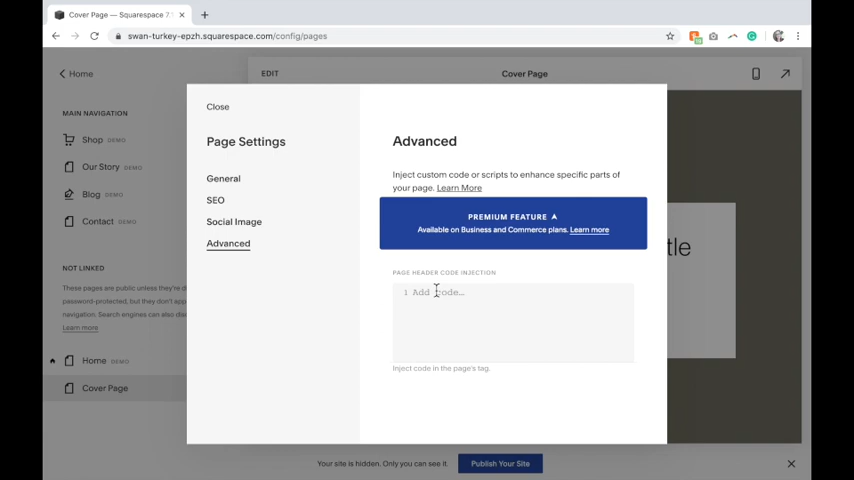 Cover Page — Squarespace 7.
swan-turkey-epzh.squarespace.com/config/pages
Home
EDIT
Cover Page
MAIN NAVIGATION
Shop DEMO
Our Story DEMO
Blog DEMO
Contact DEMO
NOT LINKED
These pages are public unless they're d
password-protected, but they don't app
navigation. Search engines can also dis
Learn more
Home DEMO
Cover Page
Close
Page Settings
General
SEO
Social Image
Advanced
Advanced
Inject custom code or scripts to enhance specific parts of
your page. Learn More
PREMIUM FEATURE
Available on Business and Commerce plans. Learn more
PAGE HEADER CODE INJECTION
1 Add code...
Inject code in the page's tag.
tle
Your site is hidden. Only you can see it.
Publish Your Site